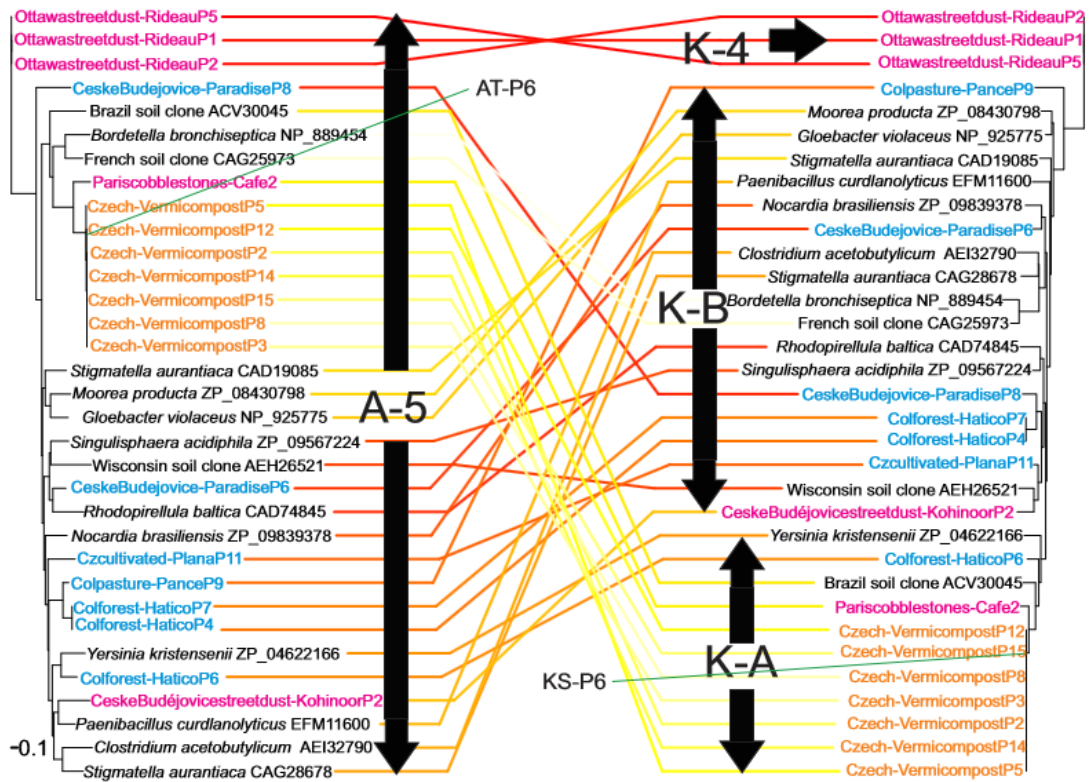 Ottawastreetdust-RideauP5
Ottawastreetdust-RideauP1
Ottawastreetdust-RideauP2
CeskeBudejovice-ParadiseP8
Brazil soil clone ACV30045
Bordetella bronchiseptica NP_889454
French soil clone CAG25973
Pariscobblestones-Cafe2
Czech-VermicompostP5
Czech-VermicompostP12
Czech-VermicompostP2
Czech-VermicompostP14
Czech-VermicompostP15
Czech-VermicompostP8
Czech-VermicompostP3
Stigmatella aurantiaca CAD19085
Moorea producta ZP_08430798
Gloebacter violaceus NP_925775
Singulisphaera acidiphila ZP_09567224
Wisconsin soil clone AEH26521
CeskeBudejovice-ParadiseP6
Rhodopirellula baltica CAD74845
Nocardia brasiliensis ZP_09839378
Czcultivated-PlanaP11
Colpasture-PanceP9
Colforest-HaticoP7
Colforest-HaticoP4
Yersinia kristensenii ZP_04622166
Colforest-HaticoP6
CeskeBudéjovicestreetdust-KohinoorP2
Paenibacillus curdlanolyticus EFM11600
Clostridium acetobutylicum AEI32790
Stigmatella aurantiaca CAG28678
0.1
AT-P6
A-5
K-4
K-B
K-A
KS-P6
Ottawastreetdust-RideauP2
Ottawastreetdust-RideauP1
Ottawastreetdust-RideauP5
Colpasture-PanceP9
Moorea producta ZP_08430798
Gloebacter violaceus NP_925775
Stigmatella aurantiaca CAD19085
Paenibacillus curdlanolyticus EFM11600
Nocardia brasiliensis ZP_09839378
CeskeBudejovice-ParadiseP6
Clostridium acetobutylicum AEI32790
Stigmatella aurantiaca CAG28678
Bordetella bronchiseptica NP_889454
French soil clone CAG25973
Rhodopirellula baltica CAD74845
Singulisphaera acidiphila ZP_09567224
CeskeBudejovice-ParadiseP8
Colforest-HaticoP7
Colforest-HaticoP4
Czcultivated-PlanaP11
Wisconsin soil clone AEH26521
CeskeBudéjovicestreetdust-KohinoorP2
Yersinia kristensenii ZP_04622166
Colforest-HaticoP6
Brazil soil clone ACV30045
Pariscobblestones-Cafe2
Czech-VermicompostP12
Czech-VermicompostP15
Czech-VermicompostP8
Czech-VermicompostP3
Czech-VermicompostP2
Czech-VermicompostP14
Czech-VermicompostP5